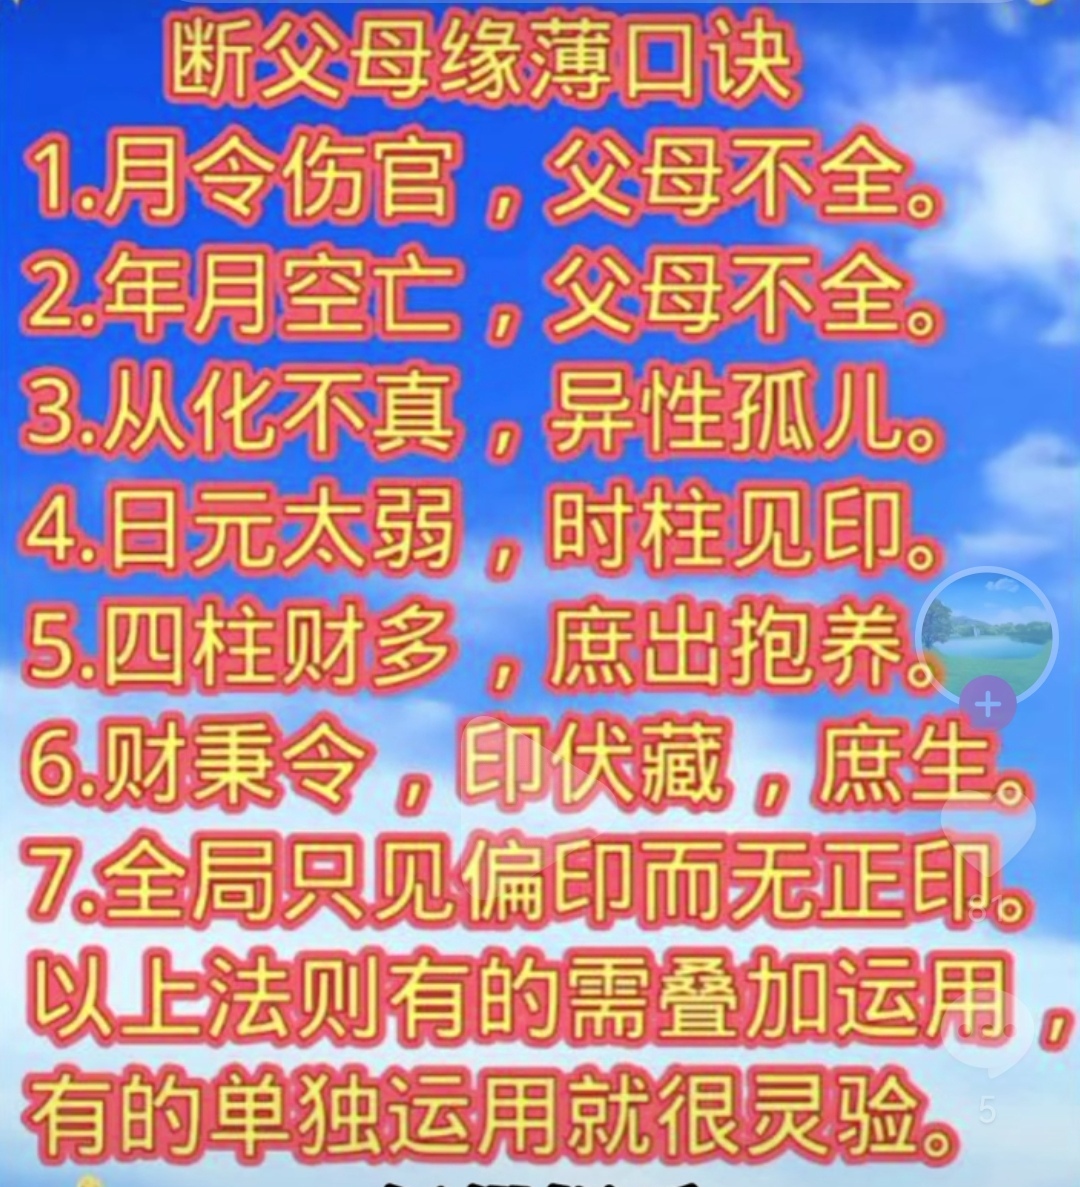 断父母缘薄口诀
1.月令伤官，父母不全。
2.年月空亡，父母不全。
3.从化不真，异性孤儿。
4.日元太弱，时柱见印。
5.四柱财多，庶出抱养。
6.财秉令，印伏藏，庶生。
7.全局只见偏印而无正印。
81
以上法则有的需叠加运用，
有的单独运用就很灵验。
5